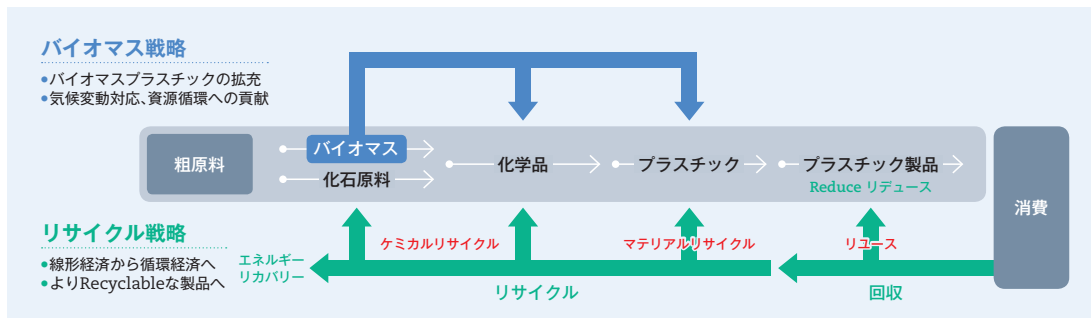 バイオマス戦略
●バイオマスプラスチックの拡充
●気候変動対応、資源循環への貢献
粗原料
バイオマス
化石原料
化学品
プラスチック
プラスチック製品
Reduce リデュース
消費
リサイクル戦略
●線形経済から循環経済へ
●よりRecyclableな製品へ
エネルギー
リカバリー
ケミカルリサイクル
マテリアルリサイクル
リユース
リサイクル
回収